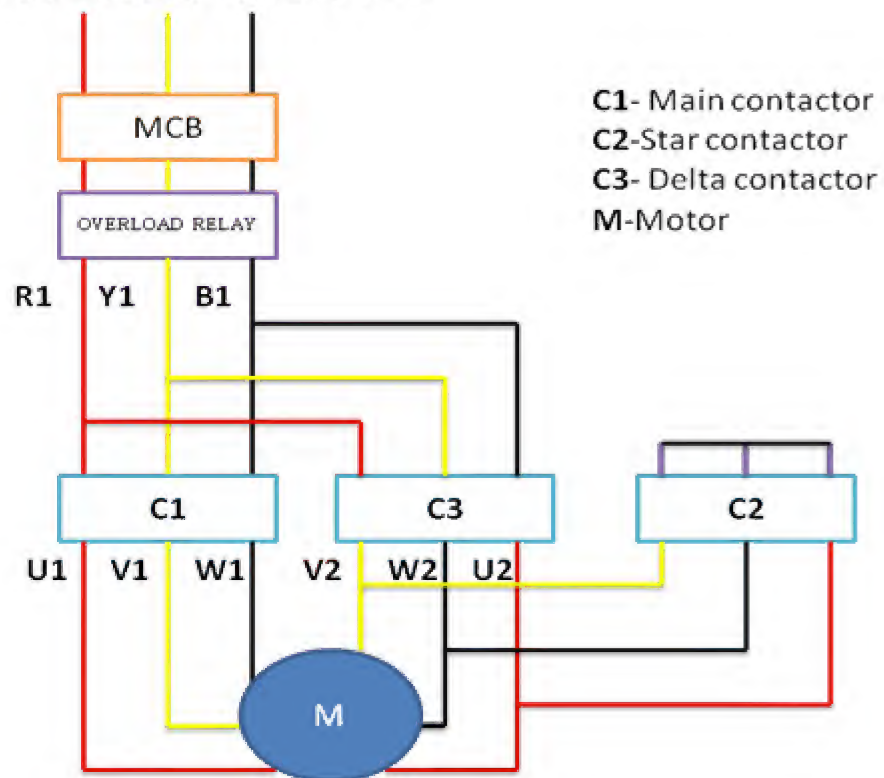 MCB
OVERLOAD RELAY
R1 Y1 B1
C1- Main contactor
C2-Star contactor
C3- Delta contactor
M-Motor
C1 C3 C2
U1 V1 W1 V2 W2 U2
M